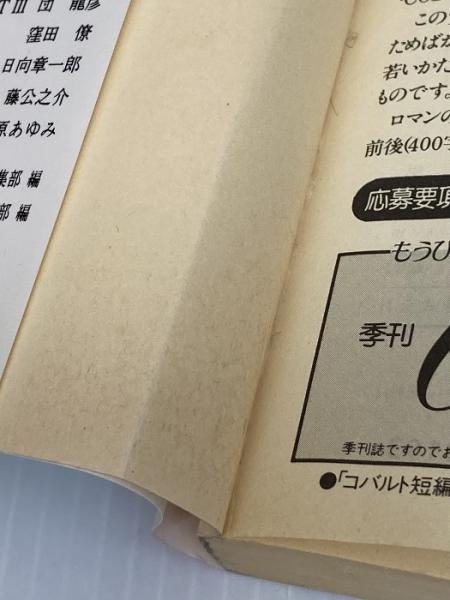 TIII 団 龍彦
窪田 僚
日向章一郎
藤公之介
原あゆみ
集部 編
部 編
この
ためばか
若いかた
ものです。
ロマンの
前後(400字
応募要項
もうひ
季刊
季刊誌ですのでお
●「コバルト短編